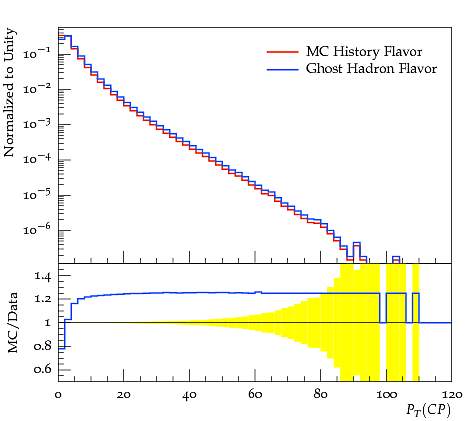 Normalized to Unity
MC History Flavor
Ghost Hadron Flavor
10⁻¹
10⁻²
10⁻³
10⁻⁴
10⁻⁵
10⁻⁶
MC/Data
1.4
1.2
1
0.8
0.6
0 20 40 60 80 100 120
P_T(CP)